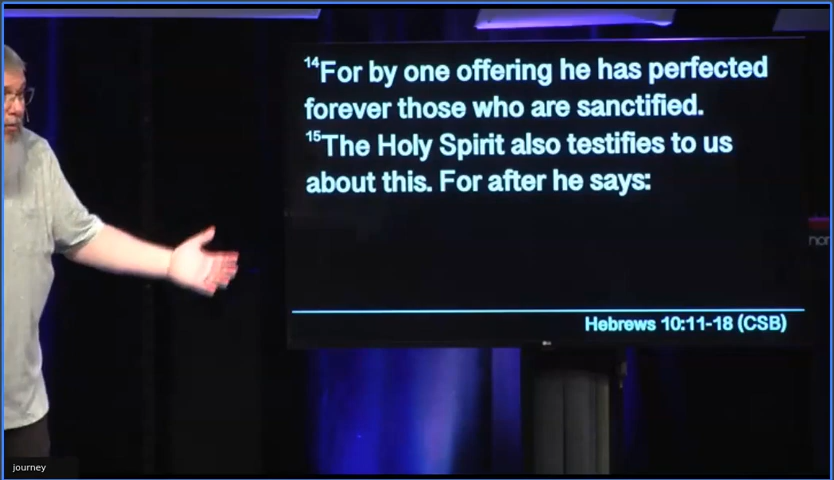 ¹⁴For by one offering he has perfected
forever those who are sanctified.
¹⁵The Holy Spirit also testifies to us
about this. For after he says:
Hebrews 10:11-18 (CSB)
journey